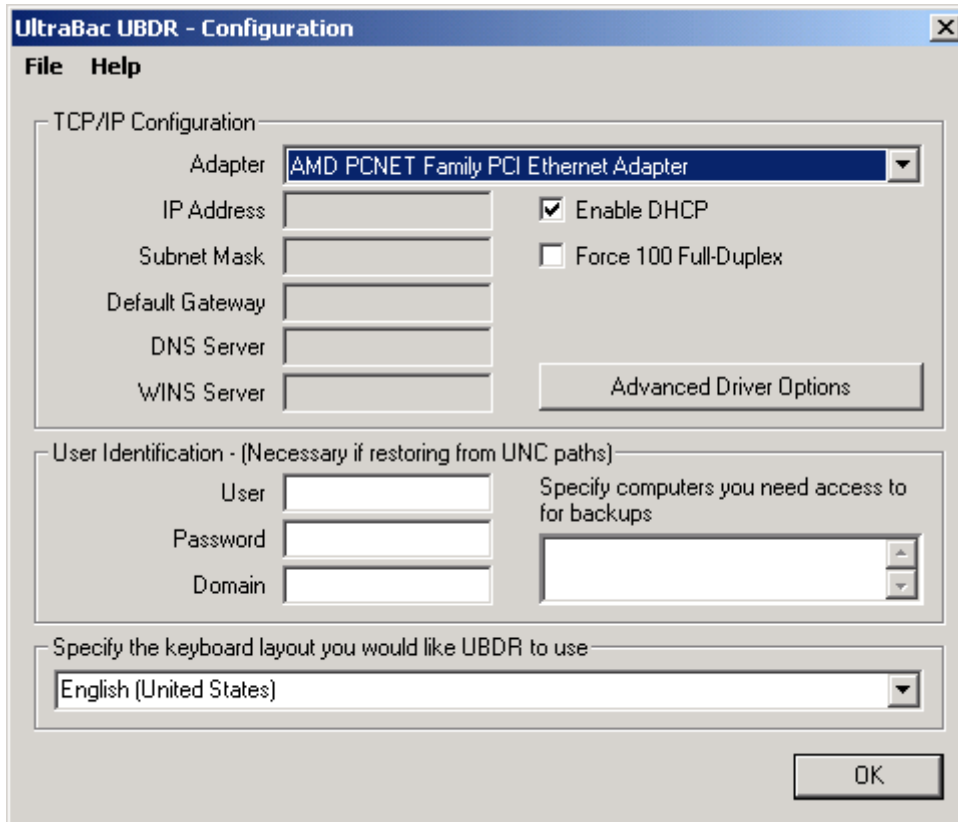 UltraBac UBDR - Configuration
File Help
TCP/IP Configuration
Adapter AMD PCNET Family PCI Ethernet Adapter
IP Address Enable DHCP
Subnet Mask Force 100 Full-Duplex
Default Gateway
DNS Server
WINS Server Advanced Driver Options
User Identification - (Necessary if restoring from UNC paths)
User Specify computers you need access to
for backups
Password
Domain
Specify the keyboard layout you would like UBDR to use
English (United States)
OK